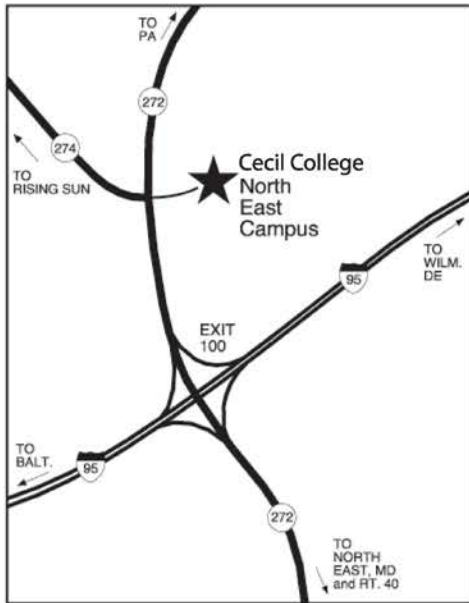 TO
PA
272
274
TO
RISING SUN
Cecil College
North
East
Campus
TO
WILM.
DE
95
EXIT
100
TO
BALT.
95
272
TO
NORTH
EAST, MD
and RT. 40